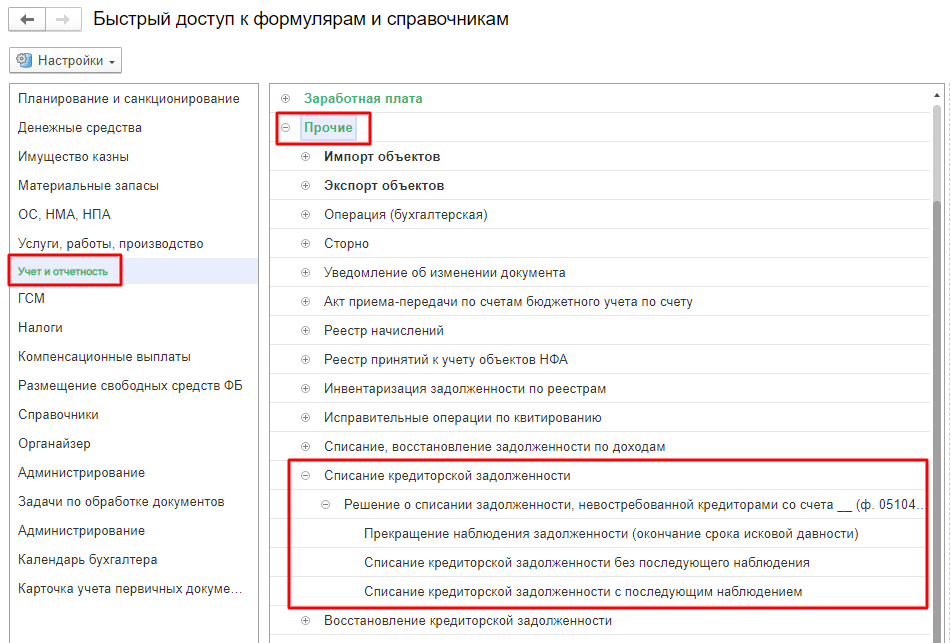 Быстрый доступ к формулярам и справочникам
Настройки
Планирование и санкционирование
Денежные средства
Имущество казны
Материальные запасы
ОС, НМА, НПА
Услуги, работы, производство
Учет и отчетность
ГСМ
Налоги
Компенсационные выплаты
Размещение свободных средств ФБ
Справочники
Органайзер
Администрирование
Задачи по обработке документов
Администрирование
Календарь бухгалтера
Карточка учета первичных докуме...
Заработная плата
Прочие
Импорт объектов
Экспорт объектов
Операция (бухгалтерская)
Сторно
Уведомление об изменении документа
Акт приема-передачи по счетам бюджетного учета по счету
Реестр начислений
Реестр принятий к учету объектов НФА
Инвентаризация задолженности по реестрам
Исправительные операции по квитированию
Списание, восстановление задолженности по доходам
Списание кредиторской задолженности
Решение о списании задолженности, невостребованной кредиторами со счета __ (ф. 05104...
Прекращение наблюдения задолженности (окончание срока исковой давности)
Списание кредиторской задолженности без последующего наблюдения
Списание кредиторской задолженности с последующим наблюдением
Восстановление кредиторской задолженности